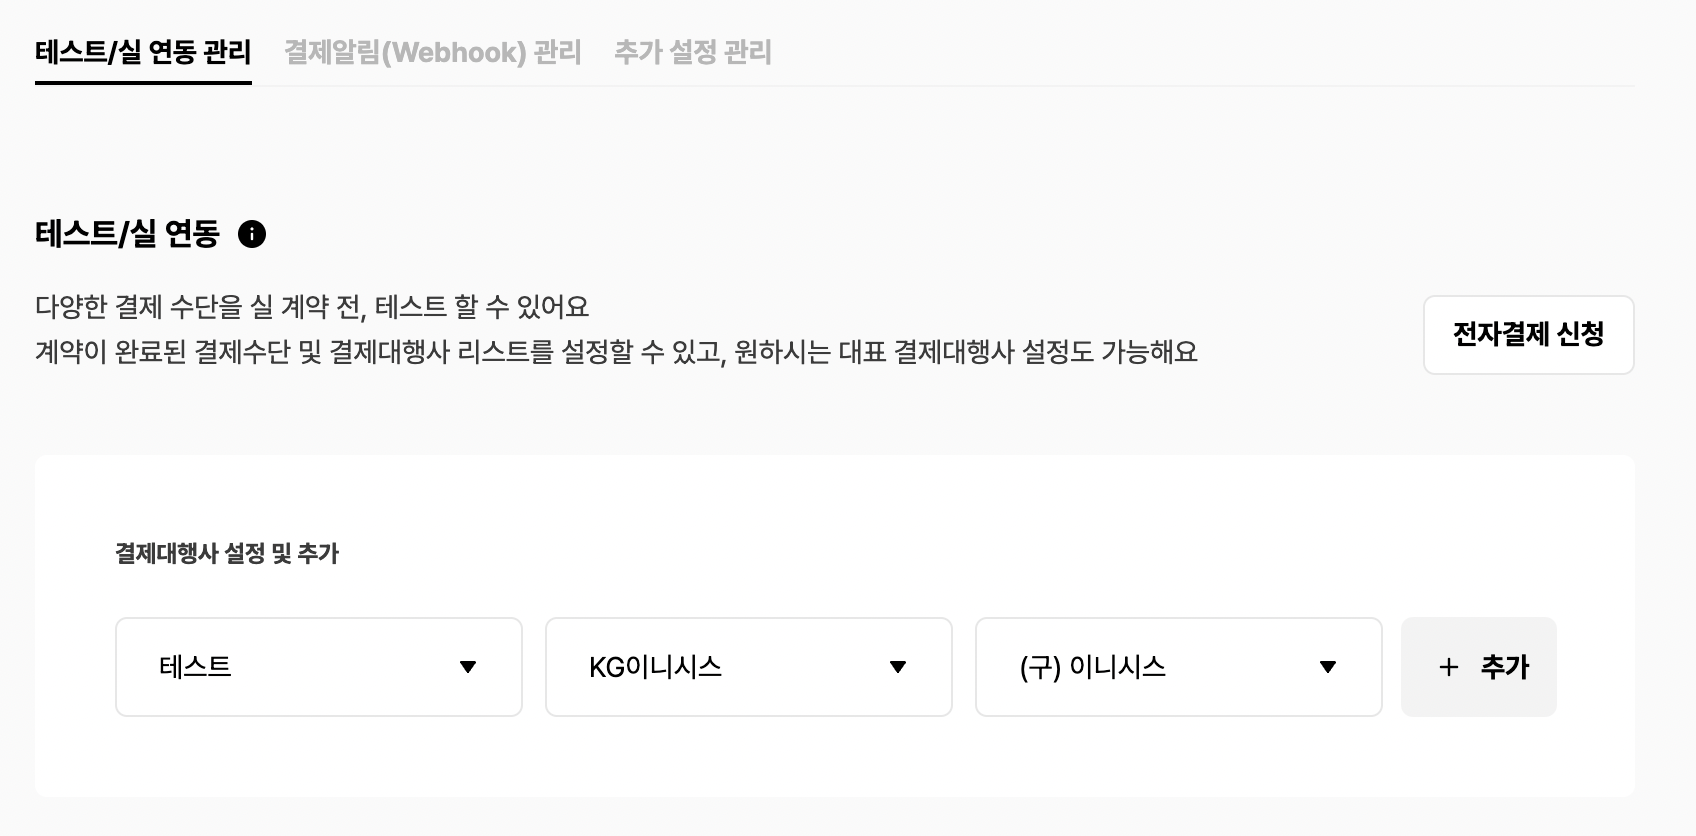 테스트/실 연동 관리 결제알림(Webhook) 관리 추가 설정 관리
테스트/실 연동
다양한 결제 수단을 실 계약 전, 테스트 할 수 있어요
계약이 완료된 결제수단 및 결제대행사 리스트를 설정할 수 있고, 원하시는 대표 결제대행사 설정도 가능해요
전자결제 신청
결제대행사 설정 및 추가
테스트 KG이니시스 (구) 이니시스 + 추가